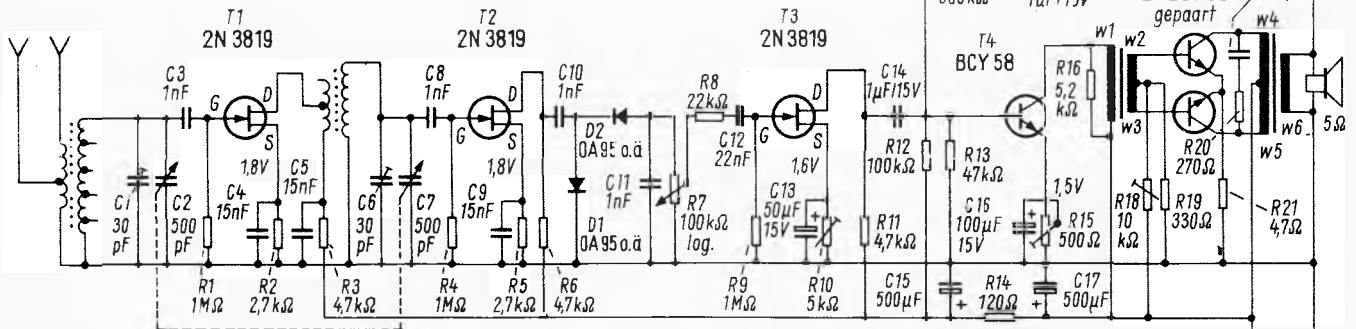 T1
2N 3819
T2
2N 3819
T3
2N 3819
T4
BCY 58
gepaart
C3
1nF
G
D
S
1,8V
C1
30
pF
C2
500
pF
C4
15nF
C5
15nF
R1
1MΩ
R2
2,7kΩ
R3
4,7kΩ
C6
30
pF
C7
500
pF
C8
1nF
G
D
S
1,8V
C9
15nF
R4
1MΩ
R5
2,7kΩ
R6
4,7kΩ
C10
1nF
D2
0A95 o.ä
D1
0A95 o.ä
C11
1nF
R7
100kΩ
log.
R8
22kΩ
C12
22nF
G
D
S
1,6V
C13
50µF
15V
+
R9
1MΩ
R10
5kΩ
R11
4,7kΩ
C14
1µF/15V
R12
100kΩ
R13
47kΩ
C15
500µF
+
R14
120Ω
C16
100µF
15V
+
1,5V
R15
500Ω
C17
500µF
+
R16
5,2
kΩ
w1
w2
w3
w4
w5
w6
R18
10
kΩ
R19
330Ω
R20
270Ω
R21
4,7Ω
5Ω